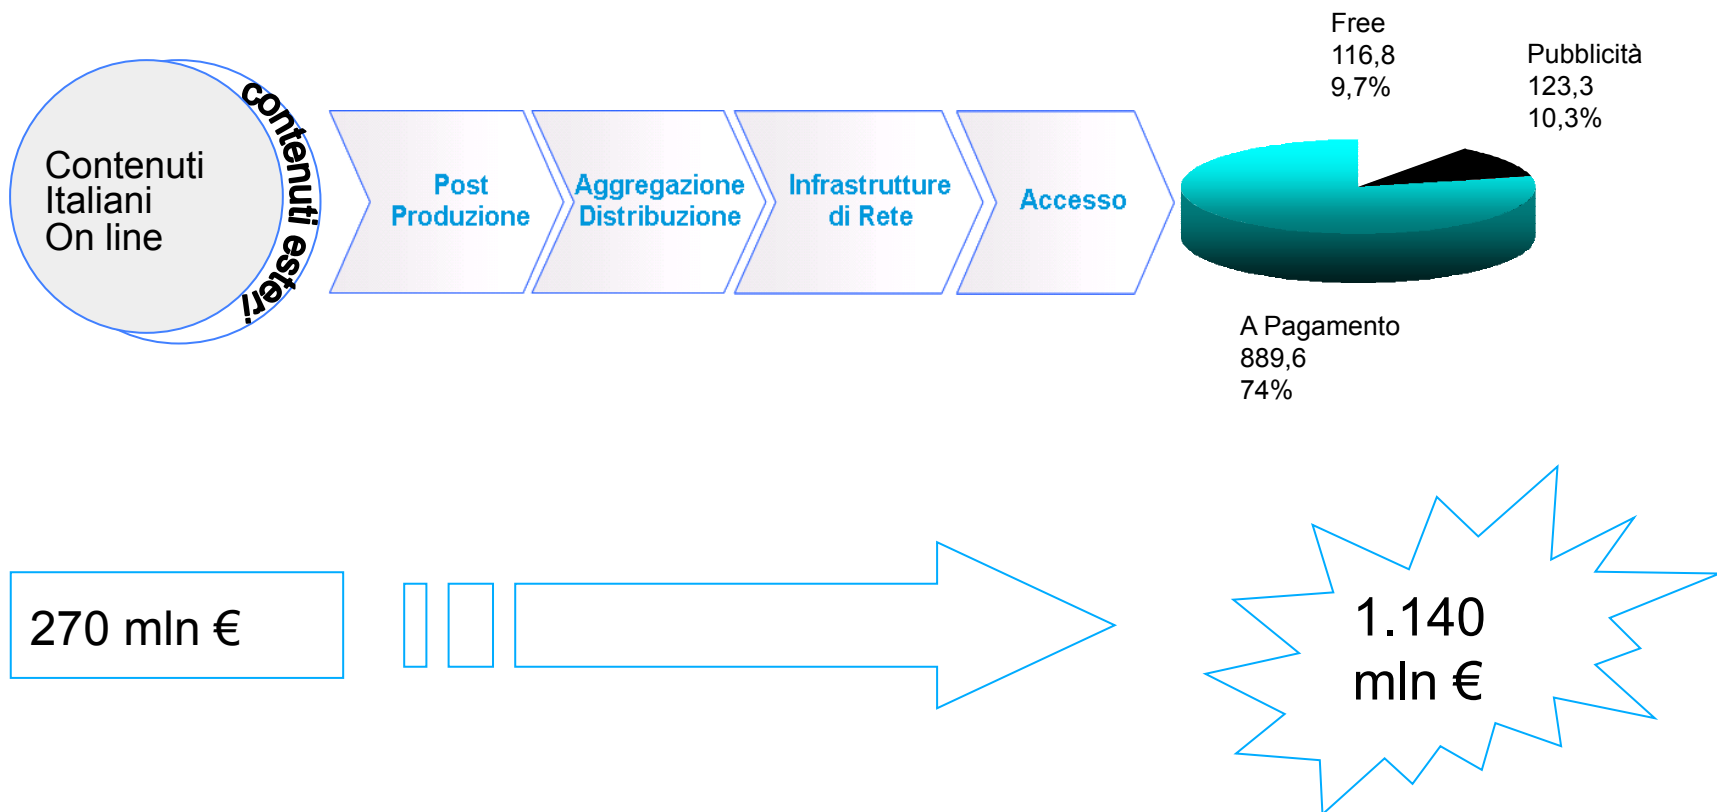 Contenuti
Italiani
On line
contenuti esteri
Post
Produzione
Aggregazione
Distribuzione
Infrastrutture
di Rete
Accesso
Free
116,8
9,7%
Pubblicità
123,3
10,3%
A Pagamento
889,6
74%
270 mln €
1.140
mln €